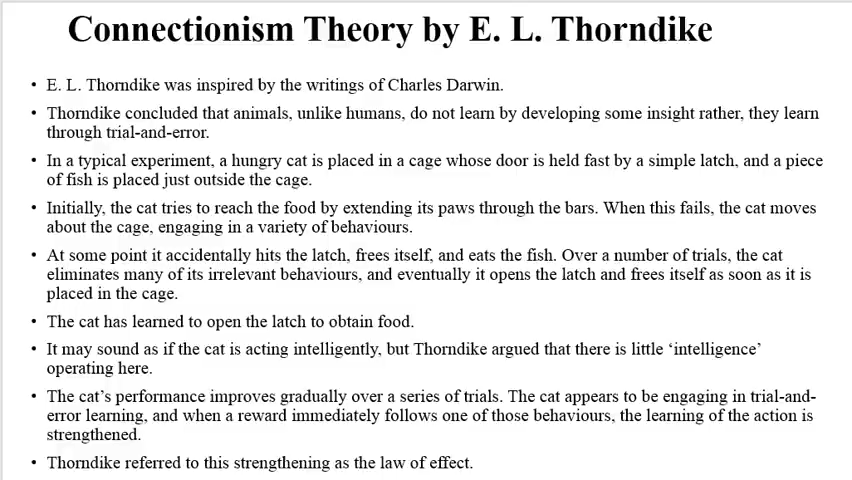 Connectionism Theory by E. L. Thorndike
• E. L. Thorndike was inspired by the writings of Charles Darwin.
• Thorndike concluded that animals, unlike humans, do not learn by developing some insight rather, they learn
through trial-and-error.
• In a typical experiment, a hungry cat is placed in a cage whose door is held fast by a simple latch, and a piece
of fish is placed just outside the cage.
• Initially, the cat tries to reach the food by extending its paws through the bars. When this fails, the cat moves
about the cage, engaging in a variety of behaviours.
• At some point it accidentally hits the latch, frees itself, and eats the fish. Over a number of trials, the cat
eliminates many of its irrelevant behaviours, and eventually it opens the latch and frees itself as soon as it is
placed in the cage.
• The cat has learned to open the latch to obtain food.
• It may sound as if the cat is acting intelligently, but Thorndike argued that there is little ‘intelligence’
operating here.
• The cat’s performance improves gradually over a series of trials. The cat appears to be engaging in trial-and-
error learning, and when a reward immediately follows one of those behaviours, the learning of the action is
strengthened.
• Thorndike referred to this strengthening as the law of effect.